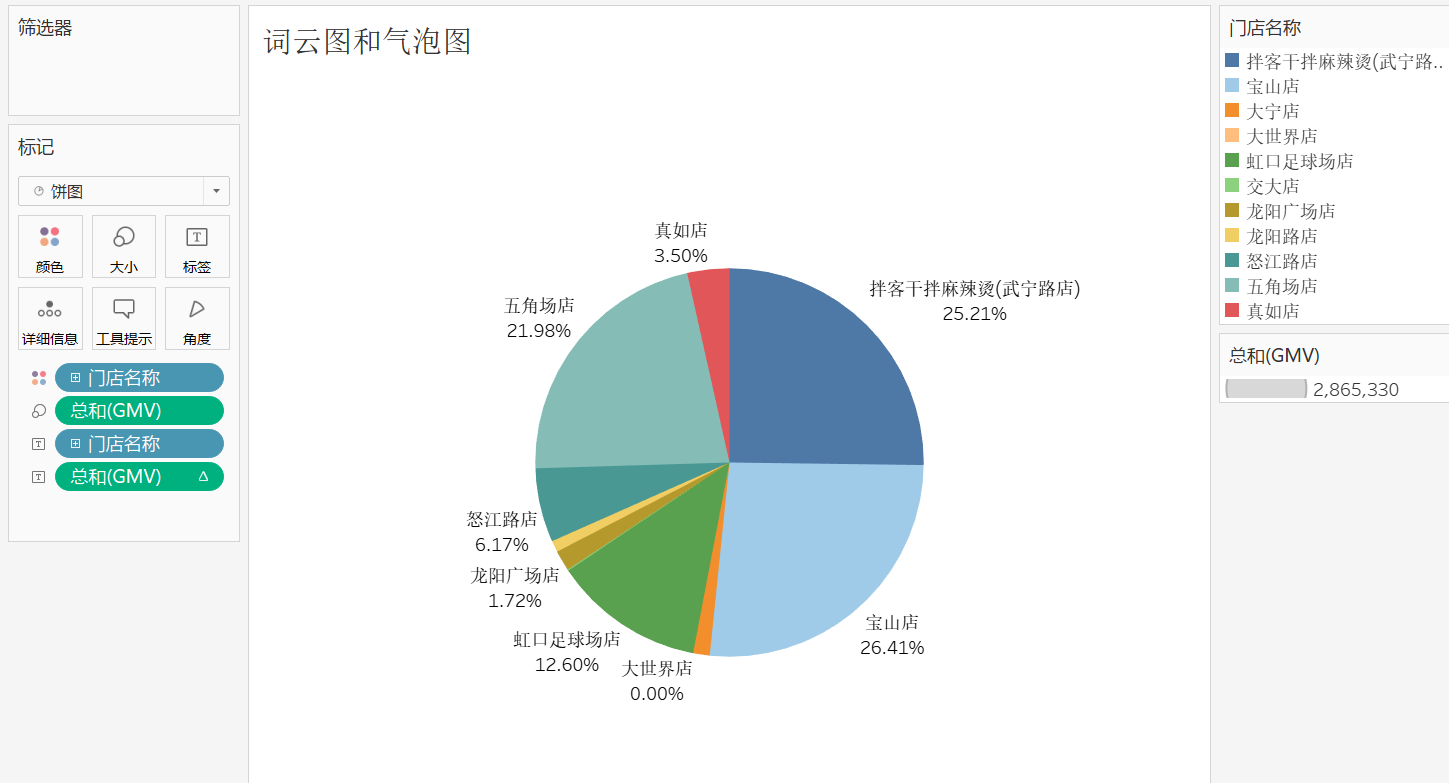 筛选器
标记
饼图
颜色
大小
标签
详细信息
工具提示
角度
门店名称
总和(GMV)
门店名称
总和(GMV)
词云图和气泡图
真如店
3.50%
拌客干拌麻辣烫(武宁路店)
25.21%
五角场店
21.98%
怒江路店
6.17%
龙阳广场店
1.72%
虹口足球场店
12.60%
大世界店
0.00%
宝山店
26.41%
门店名称
拌客干拌麻辣烫(武宁路..
宝山店
大宁店
大世界店
虹口足球场店
交大店
龙阳广场店
龙阳路店
怒江路店
五角场店
真如店
总和(GMV)
2,865,330